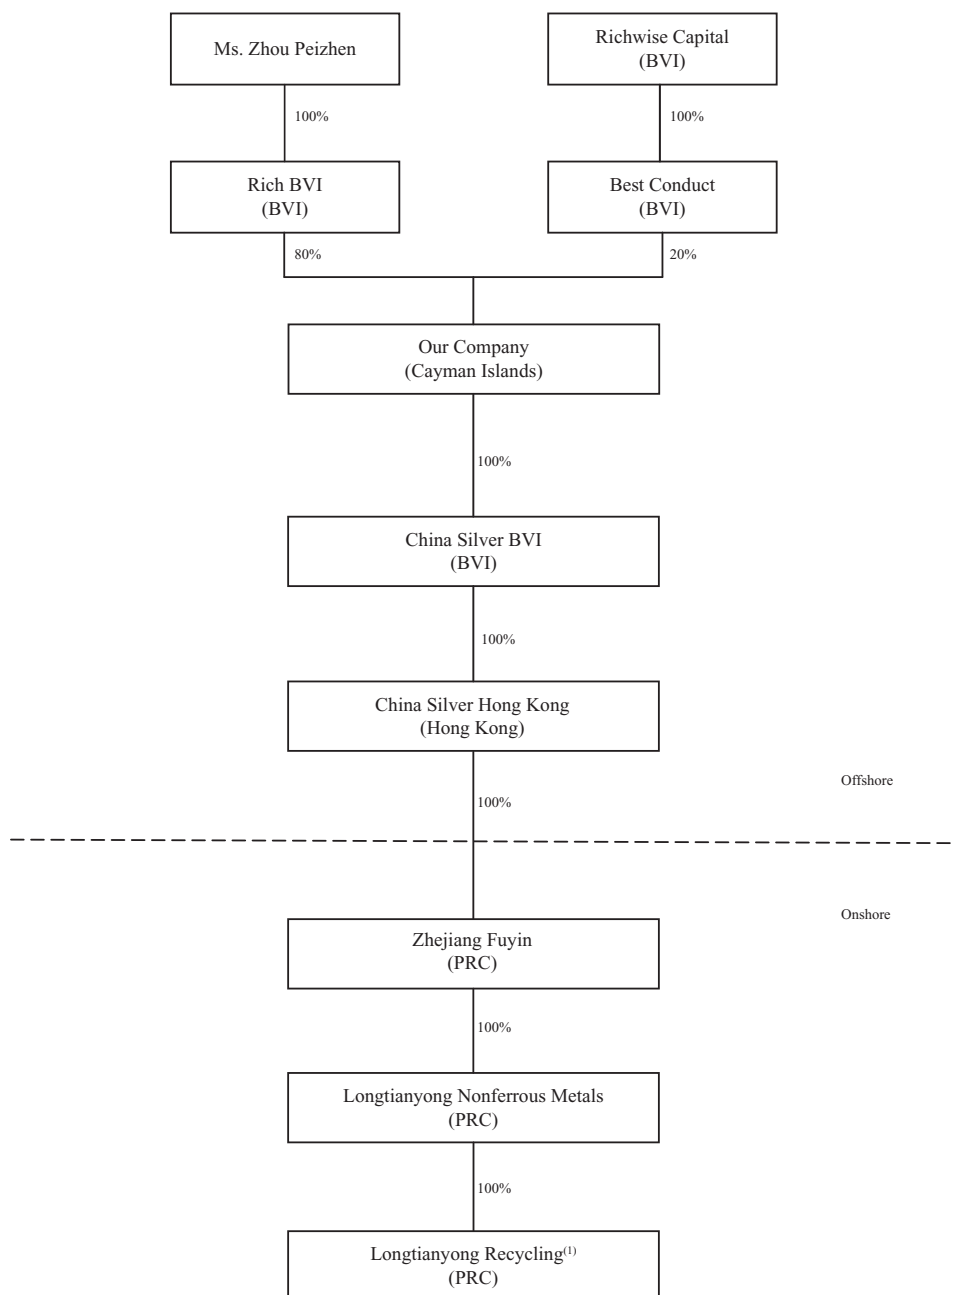 Ms. Zhou Peizhen
Richwise Capital
(BVI)
100%
100%
Rich BVI
(BVI)
Best Conduct
(BVI)
80%
20%
Our Company
(Cayman Islands)
100%
China Silver BVI
(BVI)
100%
China Silver Hong Kong
(Hong Kong)
Offshore
100%
Onshore
Zhejiang Fuyin
(PRC)
100%
Longtianyong Nonferrous Metals
(PRC)
100%
Longtianyong Recycling(1)
(PRC)